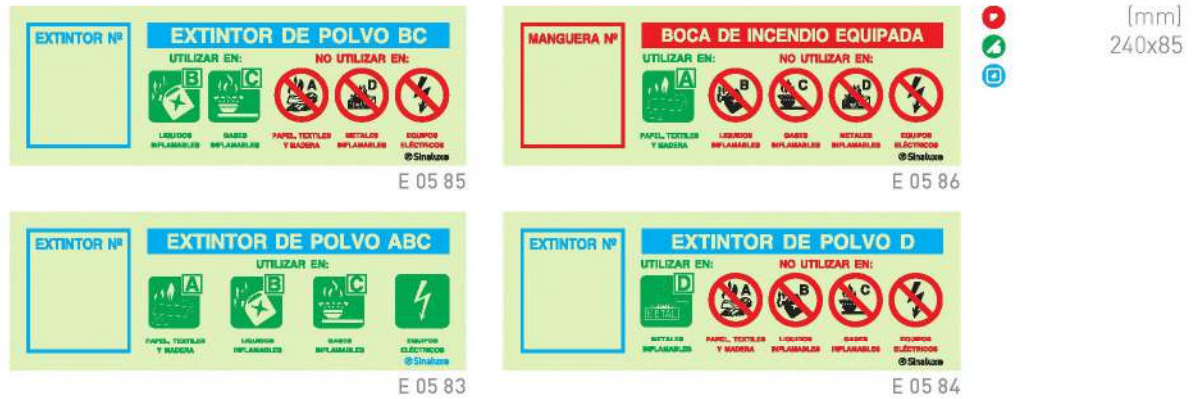 EXTINTOR Nº
EXTINTOR DE POLVO BC
UTILIZAR EN:
NO UTILIZAR EN:
B
C
A
D
LIQUIDOS INFLAMABLES
GASES INFLAMABLES
PAPEL, TEXTILES Y MADERA
METALES INFLAMABLES
EQUIPOS ELÉCTRICOS
Sinalux
E 05 85
MANGUERA Nº
BOCA DE INCENDIO EQUIPADA
UTILIZAR EN:
NO UTILIZAR EN:
A
B
C
D
PAPEL, TEXTILES Y MADERA
LIQUIDOS INFLAMABLES
GASES INFLAMABLES
METALES INFLAMABLES
EQUIPOS ELÉCTRICOS
Sinalux
E 05 86
(mm)
240x85
EXTINTOR Nº
EXTINTOR DE POLVO ABC
UTILIZAR EN:
A
B
C
PAPEL, TEXTILES Y MADERA
LIQUIDOS INFLAMABLES
GASES INFLAMABLES
EQUIPOS ELÉCTRICOS
Sinalux
E 05 83
EXTINTOR Nº
EXTINTOR DE POLVO D
UTILIZAR EN:
NO UTILIZAR EN:
D
METAL
A
B
C
METALES INFLAMABLES
PAPEL, TEXTILES Y MADERA
LIQUIDOS INFLAMABLES
GASES INFLAMABLES
EQUIPOS ELÉCTRICOS
Sinalux
E 05 84